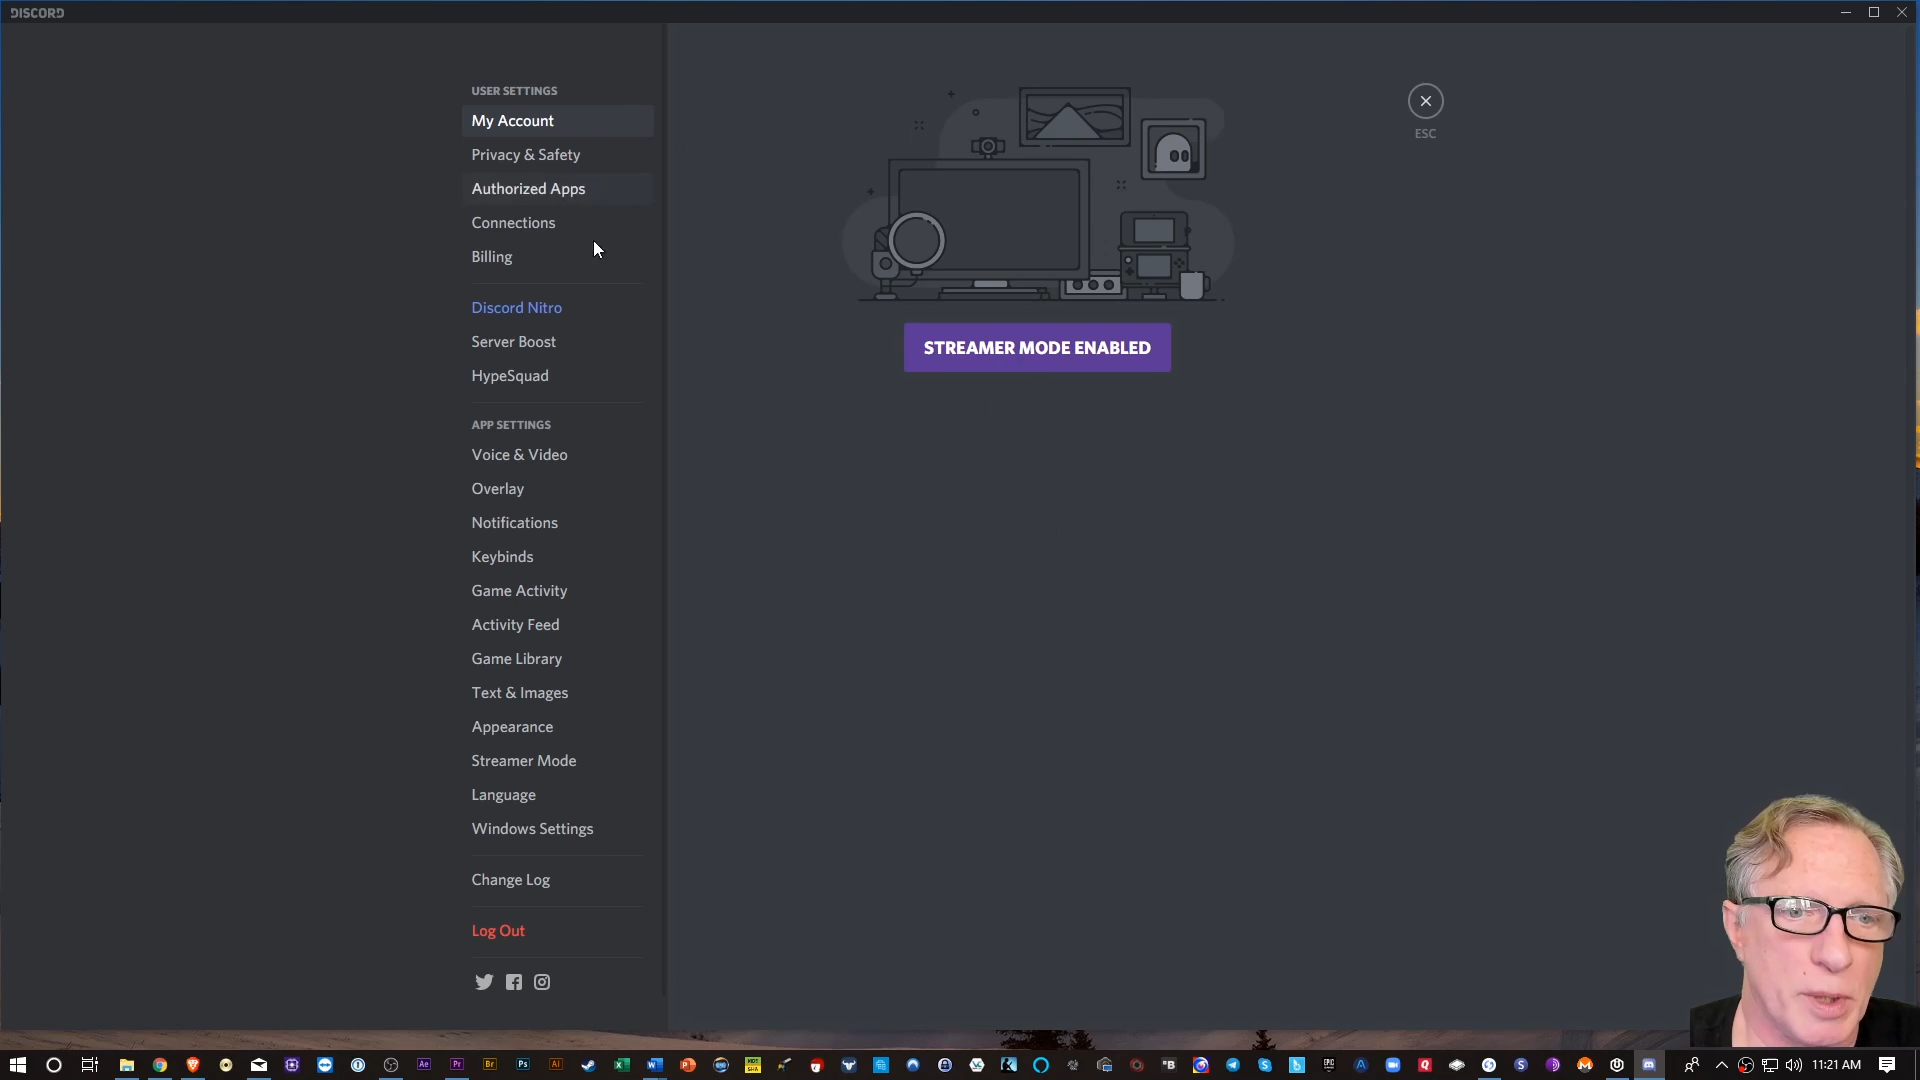 DISCORD
USER SETTINGS
My Account
Privacy & Safety
Authorized Apps
Connections
Billing
Discord Nitro
Server Boost
HypeSquad
APP SETTINGS
Voice & Video
Overlay
Notifications
Keybinds
Game Activity
Activity Feed
Game Library
Text & Images
Appearance
Streamer Mode
Language
Windows Settings
Change Log
Log Out
ESC
STREAMER MODE ENABLED
11:21 AM